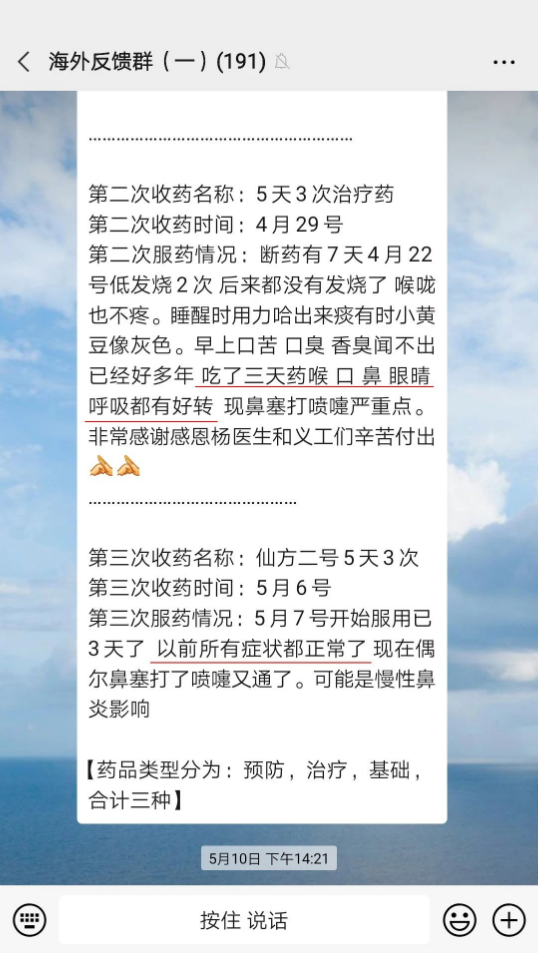 海外反馈群（一）(191)
………………………………………………
第二次收药名称：5天3次治疗药
第二次收药时间：4月29号
第二次服药情况：断药有7天4月22
号低发烧2次 后来都没有发烧了 喉咙
也不疼。睡醒时用力哈出来痰有时小黄
豆像灰色。早上口苦 口臭 香臭闻不出
已经好多年 吃了三天药喉 口 鼻 眼睛
呼吸都有好转 现鼻塞打喷嚏严重点。
非常感谢感恩杨医生和义工们辛苦付出
……………………………………
第三次收药名称：仙方二号5天3次
第三次收药时间：5月6号
第三次服药情况：5月7号开始服用已
3天了 以前所有症状都正常了 现在偶
尔鼻塞打了喷嚏又通了。可能是慢性鼻
炎影响
【药品类型分为：预防，治疗，基础，
合计三种】
5月10日 下午14:21
按住 说话